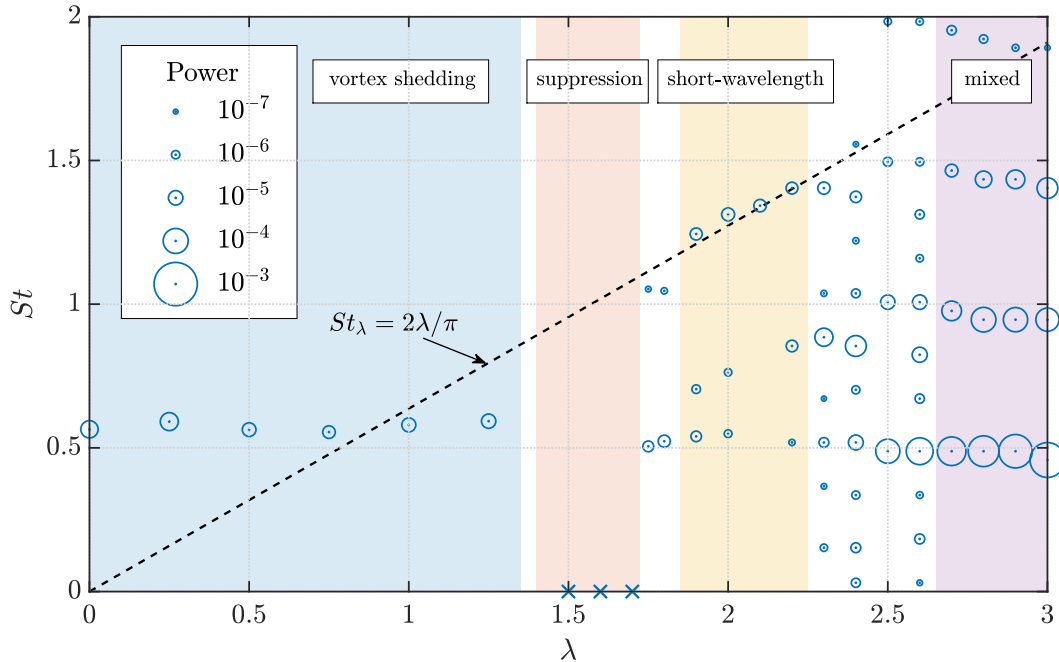 2
1.5
1
0.5
0
St
Power
10⁻⁷
10⁻⁶
10⁻⁵
10⁻⁴
10⁻³
vortex shedding
suppression
short-wavelength
mixed
St_λ = 2λ/π
0
0.5
1
1.5
2
2.5
3
λ